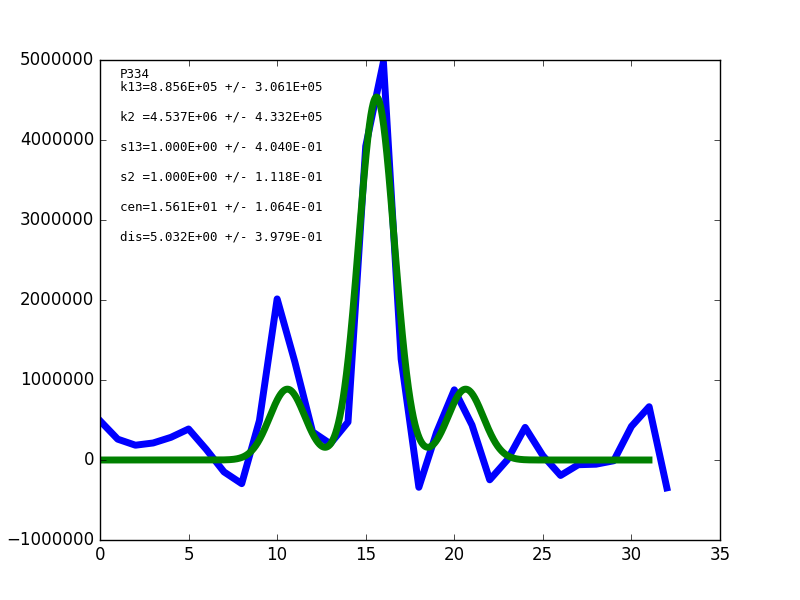 5000000
4000000
3000000
2000000
1000000
0
−1000000
P334
k13=8.856E+05 +/- 3.061E+05
k2 =4.537E+06 +/- 4.332E+05
s13=1.000E+00 +/- 4.040E-01
s2 =1.000E+00 +/- 1.118E-01
cen=1.561E+01 +/- 1.064E-01
dis=5.032E+00 +/- 3.979E-01
0 5 10 15 20 25 30 35